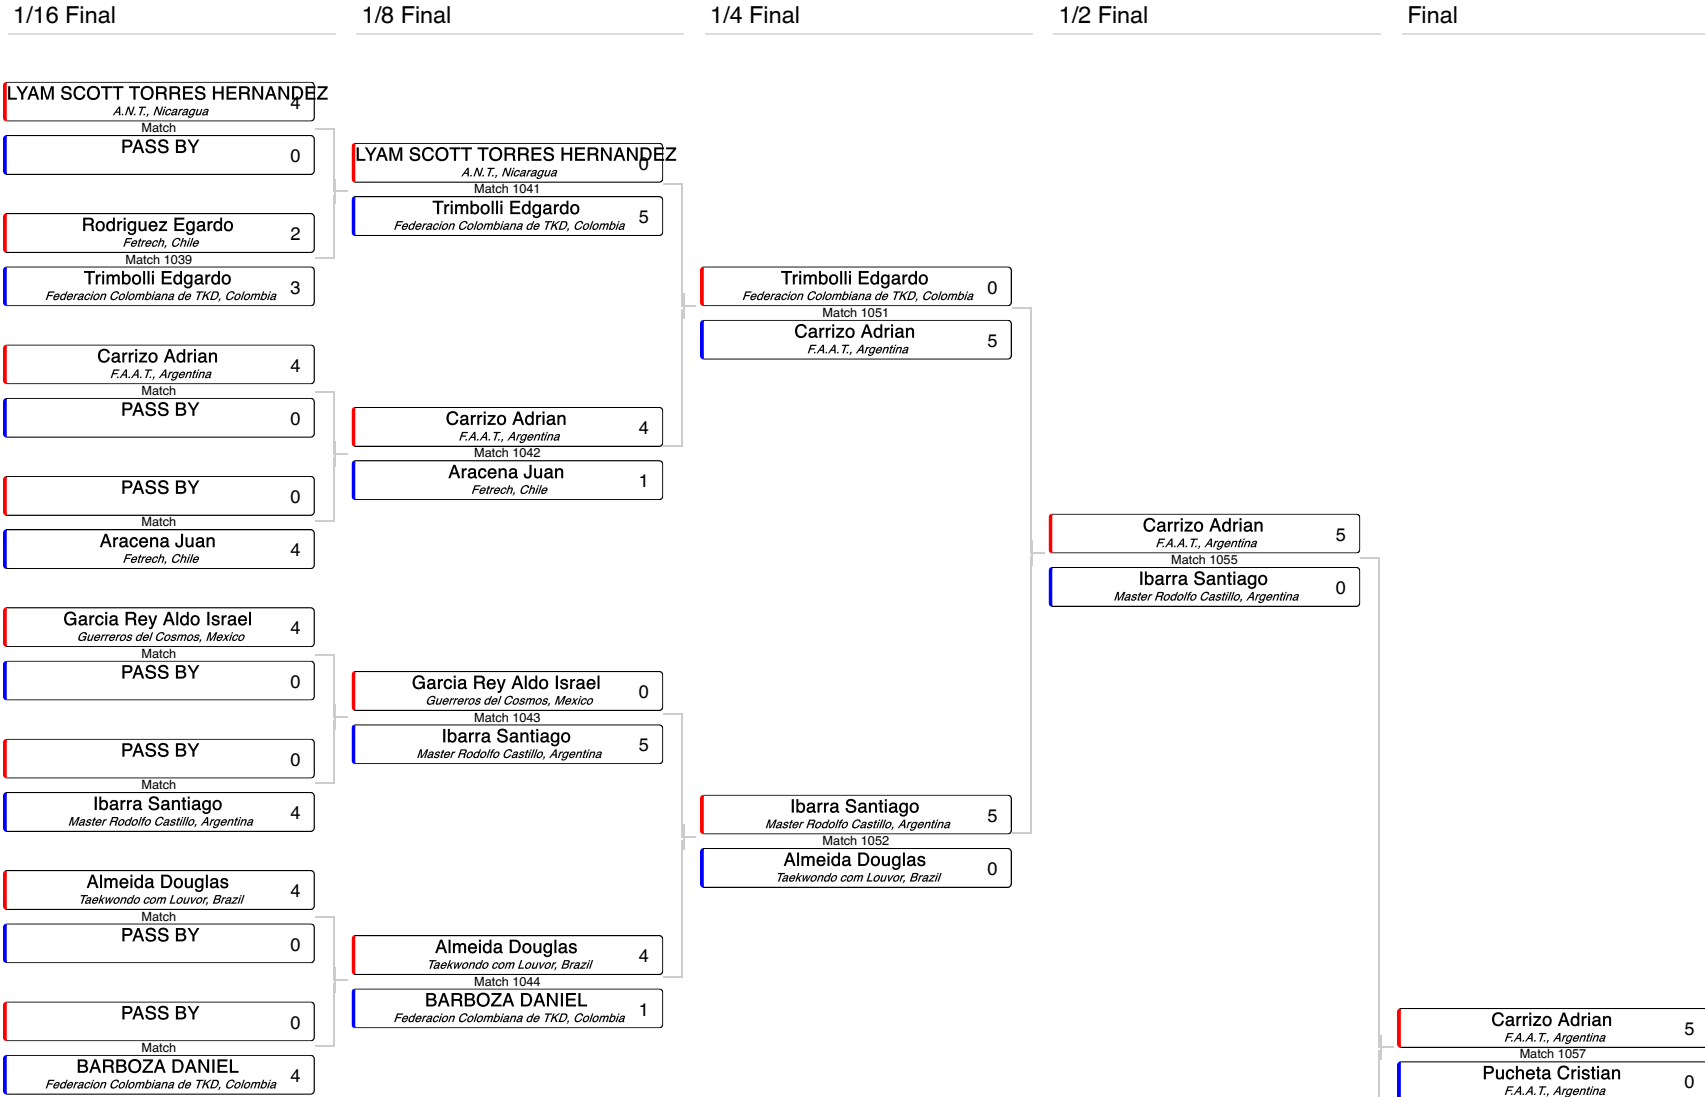 1/16 Final
1/8 Final
1/4 Final
1/2 Final
Final
LYAM SCOTT TORRES HERNANDEZ 4
A.N.T., Nicaragua
Match
PASS BY 0
Rodriguez Egardo 2
Fetrech, Chile
Match 1039
Trimbolli Edgardo 3
Federacion Colombiana de TKD, Colombia
Carrizo Adrian 4
F.A.A.T., Argentina
Match
PASS BY 0
PASS BY 0
Match
Aracena Juan 4
Fetrech, Chile
Garcia Rey Aldo Israel 4
Guerreros del Cosmos, Mexico
Match
PASS BY 0
PASS BY 0
Match
Ibarra Santiago 4
Master Rodolfo Castillo, Argentina
Almeida Douglas 4
Taekwondo com Louvor, Brazil
Match
PASS BY 0
PASS BY 0
Match
BARBOZA DANIEL 4
Federacion Colombiana de TKD, Colombia
LYAM SCOTT TORRES HERNANDEZ 0
A.N.T., Nicaragua
Match 1041
Trimbolli Edgardo 5
Federacion Colombiana de TKD, Colombia
Carrizo Adrian 4
F.A.A.T., Argentina
Match 1042
Aracena Juan 1
Fetrech, Chile
Garcia Rey Aldo Israel 0
Guerreros del Cosmos, Mexico
Match 1043
Ibarra Santiago 5
Master Rodolfo Castillo, Argentina
Almeida Douglas 4
Taekwondo com Louvor, Brazil
Match 1044
BARBOZA DANIEL 1
Federacion Colombiana de TKD, Colombia
Trimbolli Edgardo 0
Federacion Colombiana de TKD, Colombia
Match 1051
Carrizo Adrian 5
F.A.A.T., Argentina
Ibarra Santiago 5
Master Rodolfo Castillo, Argentina
Match 1052
Almeida Douglas 0
Taekwondo com Louvor, Brazil
Carrizo Adrian 5
F.A.A.T., Argentina
Match 1055
Ibarra Santiago 0
Master Rodolfo Castillo, Argentina
Carrizo Adrian 5
F.A.A.T., Argentina
Match 1057
Pucheta Cristian 0
F.A.A.T., Argentina